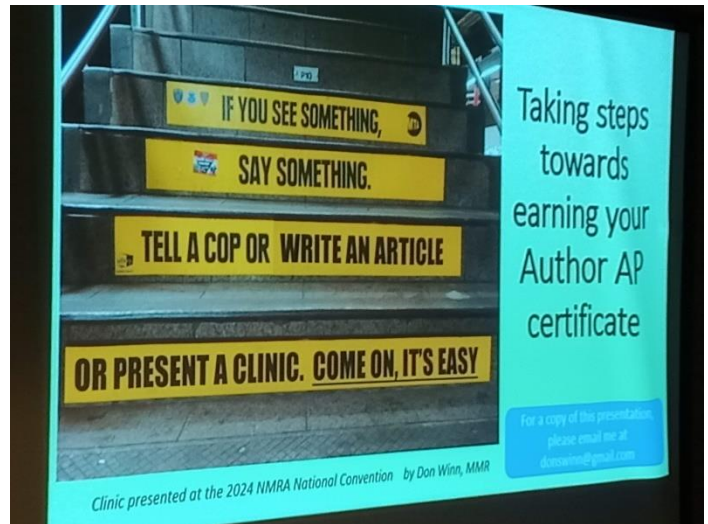 IF YOU SEE SOMETHING,
SAY SOMETHING.
TELL A COP OR WRITE AN ARTICLE
OR PRESENT A CLINIC. COME ON, IT'S EASY
Taking steps
towards
earning your
Author AP
certificate
For a copy of this presentation,
please email me at
donswinn@gmail.com
Clinic presented at the 2024 NMRA National Convention by Don Winn, MMR